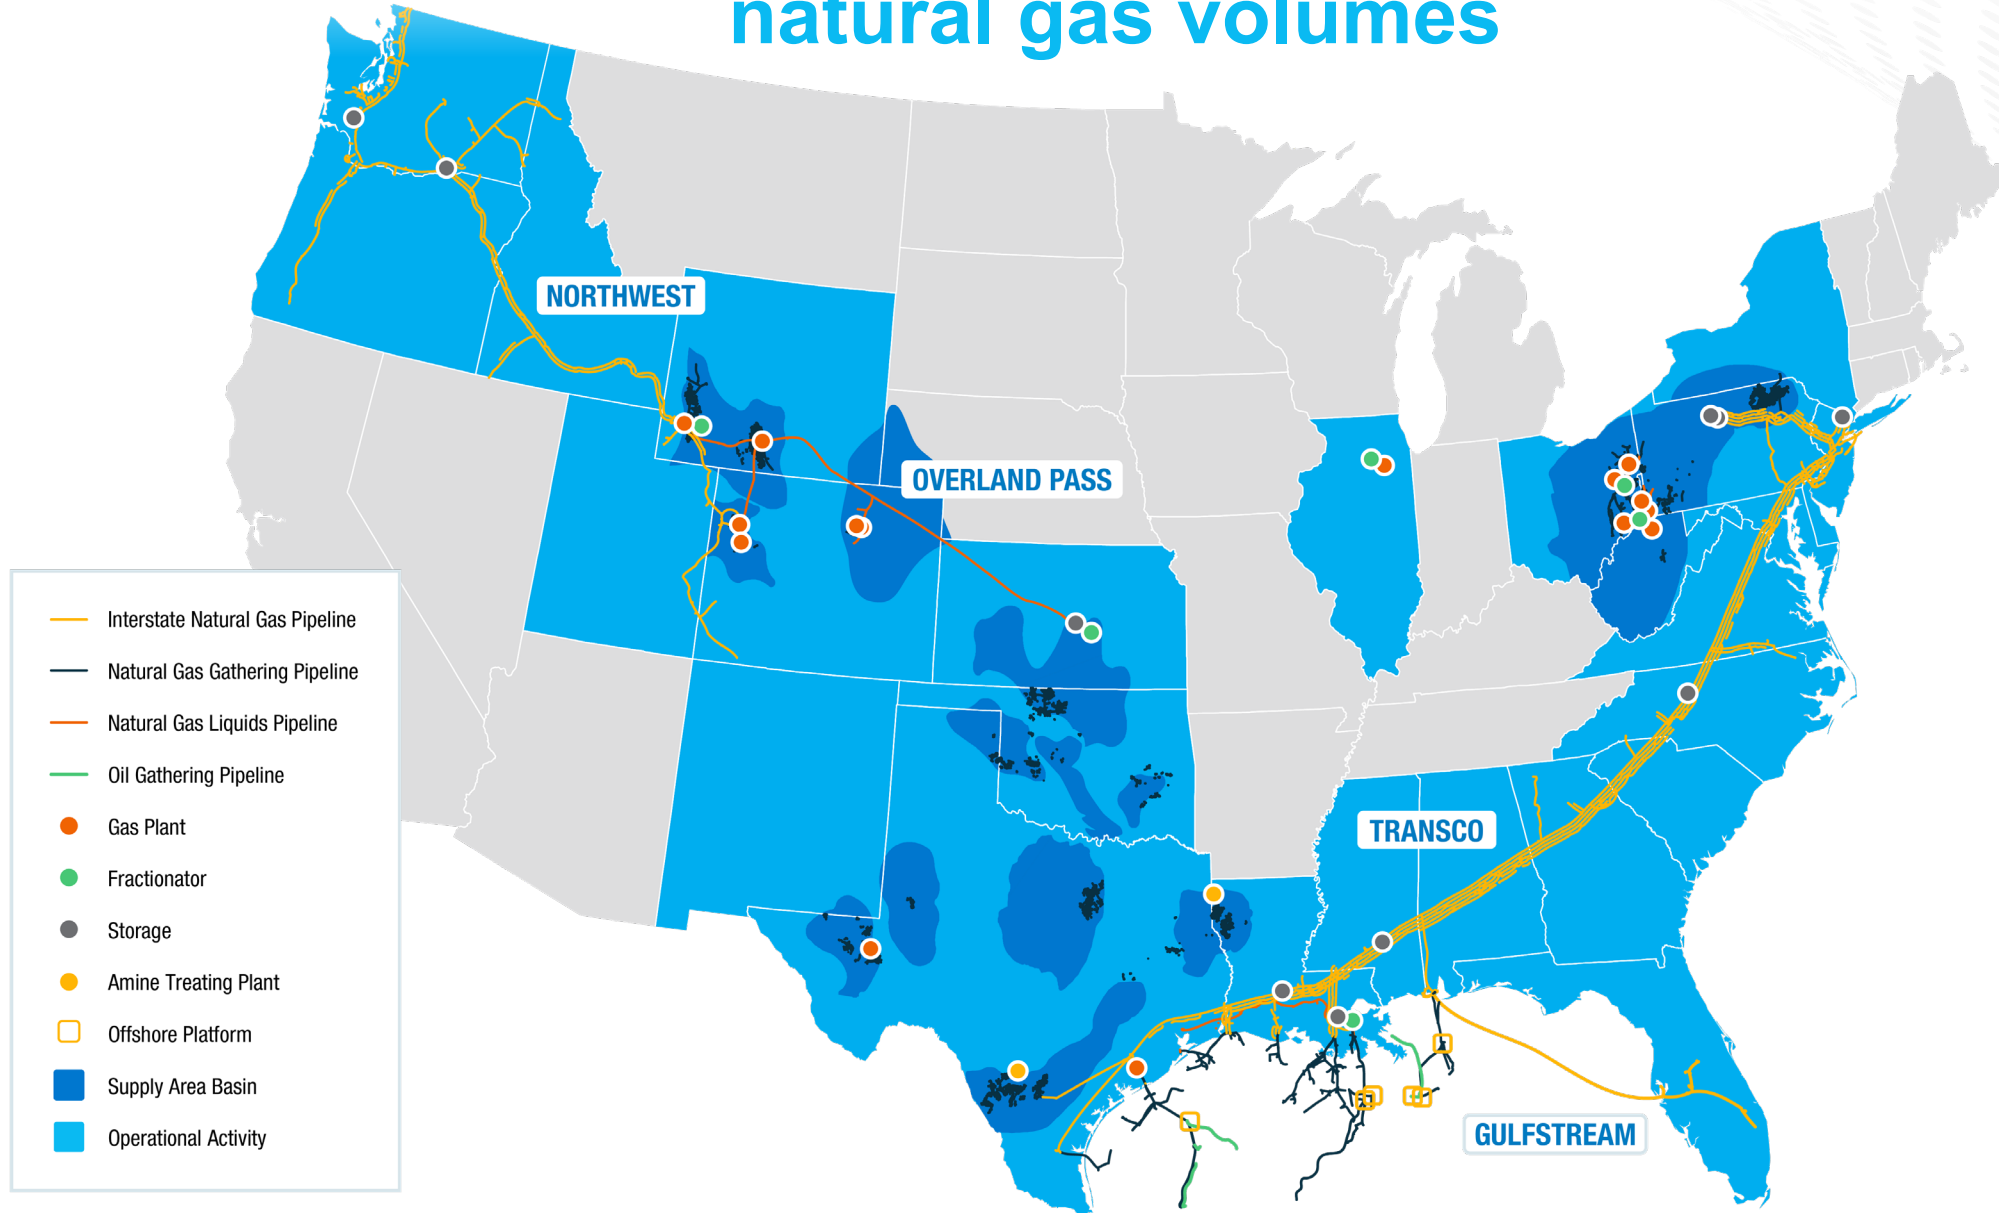 natural gas volumes
NORTHWEST
OVERLAND PASS
TRANSCO
GULFSTREAM
Interstate Natural Gas Pipeline
Natural Gas Gathering Pipeline
Natural Gas Liquids Pipeline
Oil Gathering Pipeline
Gas Plant
Fractionator
Storage
Amine Treating Plant
Offshore Platform
Supply Area Basin
Operational Activity